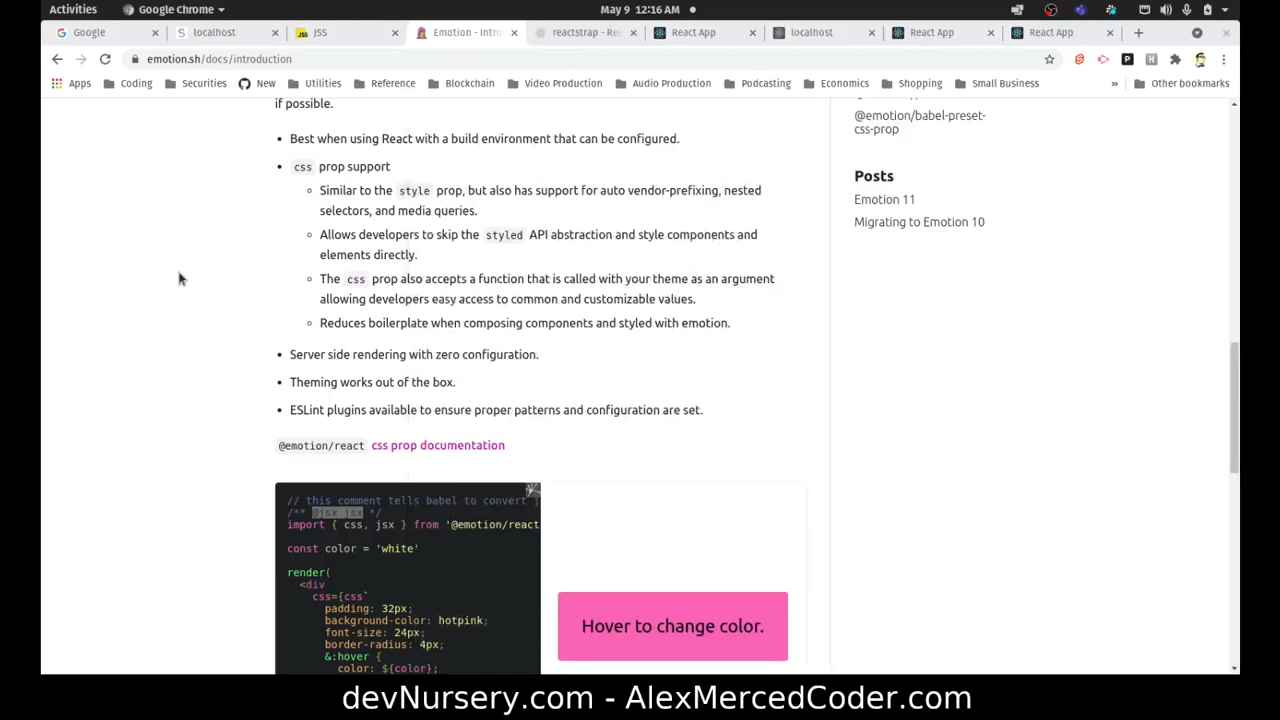 Activities
Google Chrome
May 9 12:16 AM
Google
localhost
JSS
Emotion - Intro
reactstrap - Rea
React App
localhost
React App
React App
emotion.sh/docs/introduction
Apps
Coding
Securities
New
Utilities
Reference
Blockchain
Video Production
Audio Production
Podcasting
Economics
Shopping
Small Business
»
Other bookmarks
if possible.
• Best when using React with a build environment that can be configured.
• css prop support
Similar to the style prop, but also has support for auto vendor-prefixing, nested
selectors, and media queries.
Allows developers to skip the styled API abstraction and style components and
elements directly.
The css prop also accepts a function that is called with your theme as an argument
allowing developers easy access to common and customizable values.
Reduces boilerplate when composing components and styled with emotion.
• Server side rendering with zero configuration.
• Theming works out of the box.
• ESLint plugins available to ensure proper patterns and configuration are set.
@emotion/react css prop documentation
// this comment tells babel to convert j
/** @jsx jsx */
import { css, jsx } from '@emotion/react
const color = 'white'
render(
<div
css={css`
padding: 32px;
background-color: hotpink;
font-size: 24px;
border-radius: 4px;
&:hover {
color: ${color};
Hover to change color.
@emotion/babel-preset-
css-prop
Posts
Emotion 11
Migrating to Emotion 10
devNursery.com - AlexMercedCoder.com